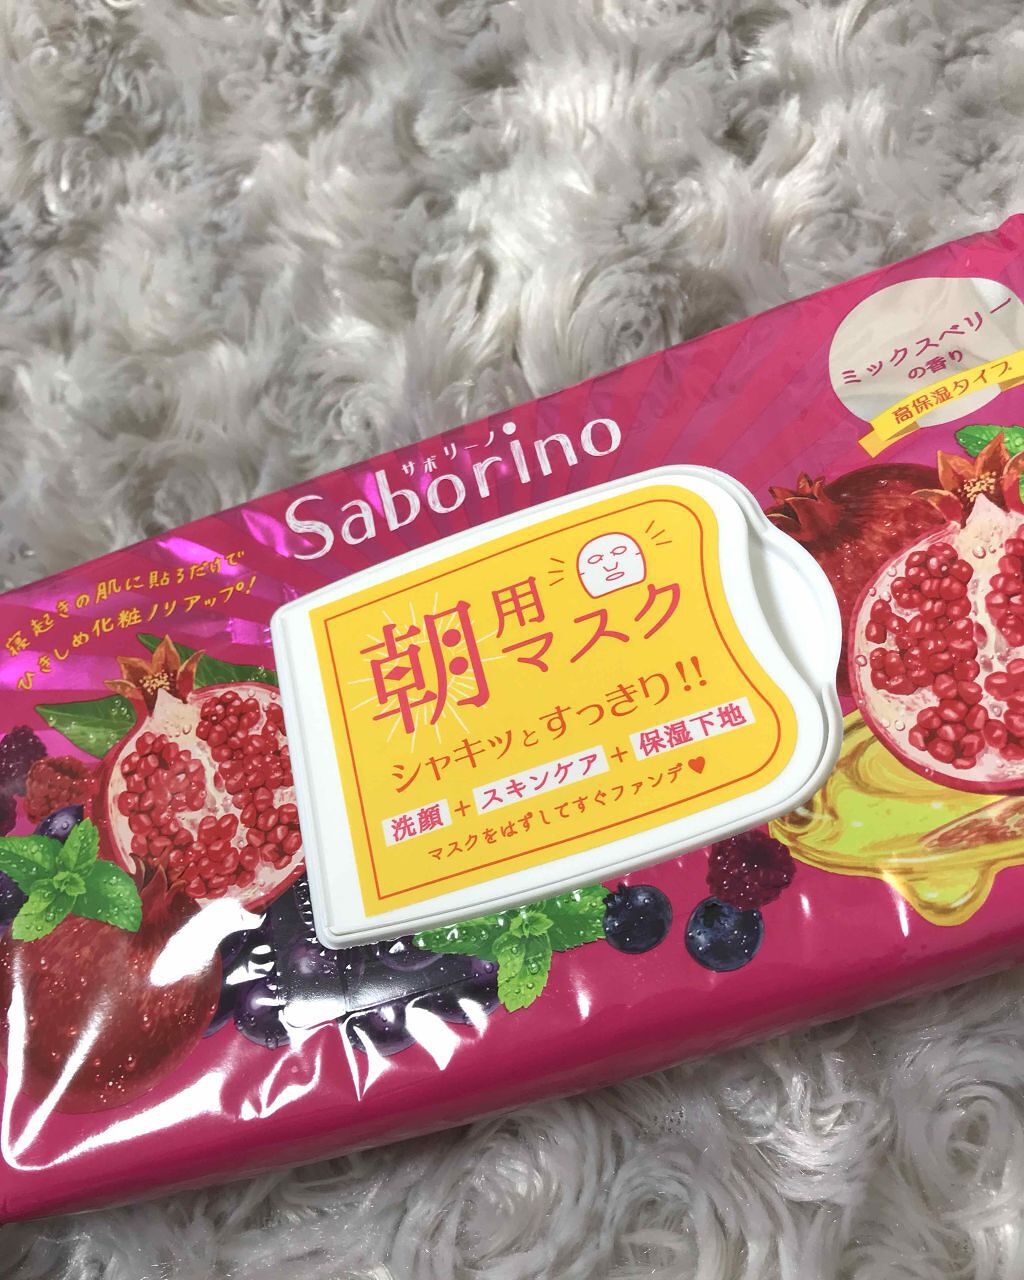 ミックスベリー
の香り
高保湿タイプ
サボリーノ
Saborino
寝起きの肌に貼るだけで
ひきしめ化粧ノリアップ!
朝用マスク
シャキッとすっきり!!
洗顔+スキンケア+保湿下地
マスクをはずしてすぐファンデ♥